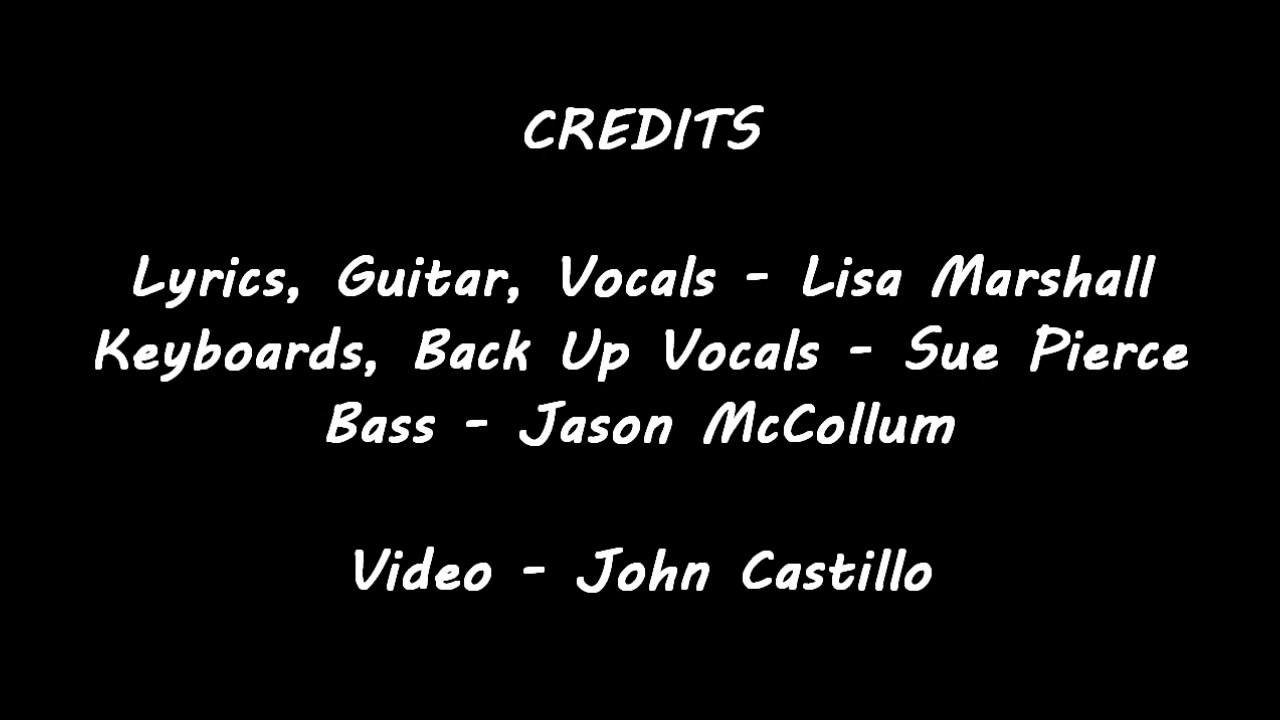 CREDITS
Lyrics, Guitar, Vocals - Lisa Marshall
Keyboards, Back Up Vocals - Sue Pierce
Bass - Jason McCollum
Video - John Castillo